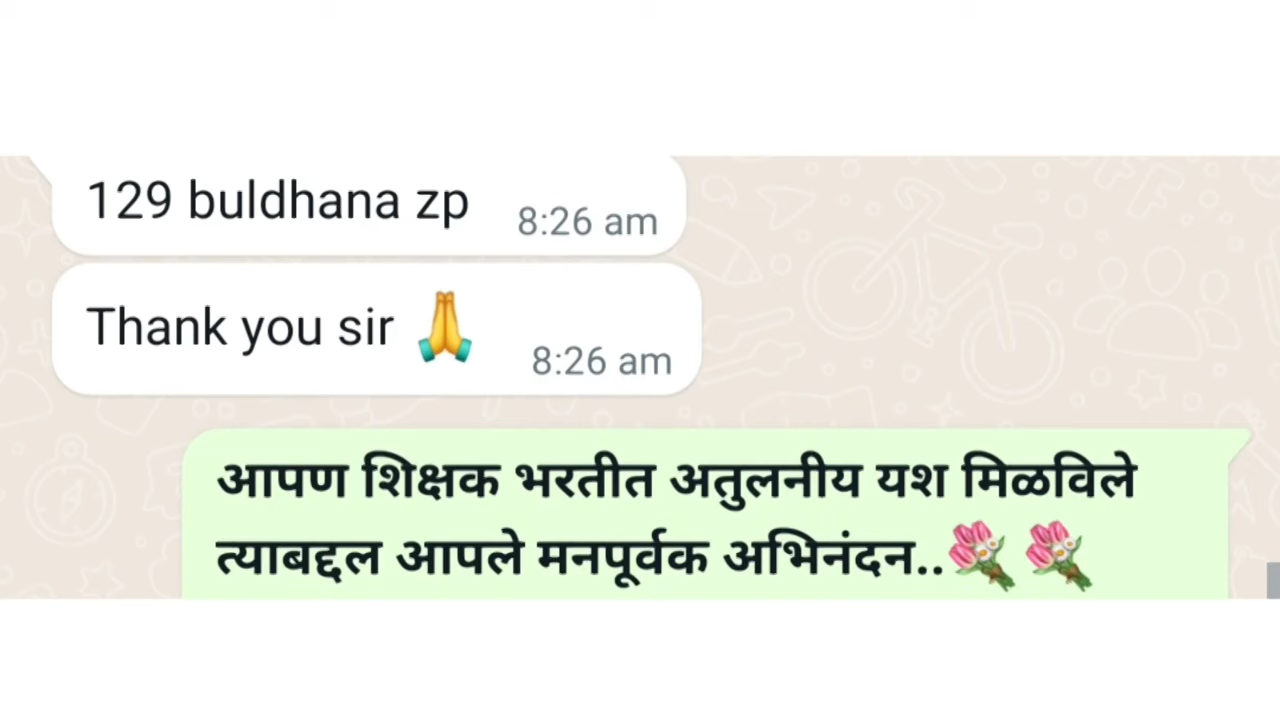 129 buldhana zp 8:26 am
Thank you sir 🙏 8:26 am
आपण शिक्षक भरतीत अतुलनीय यश मिळविले
त्याबद्दल आपले मनपूर्वक अभिनंदन..💐 💐